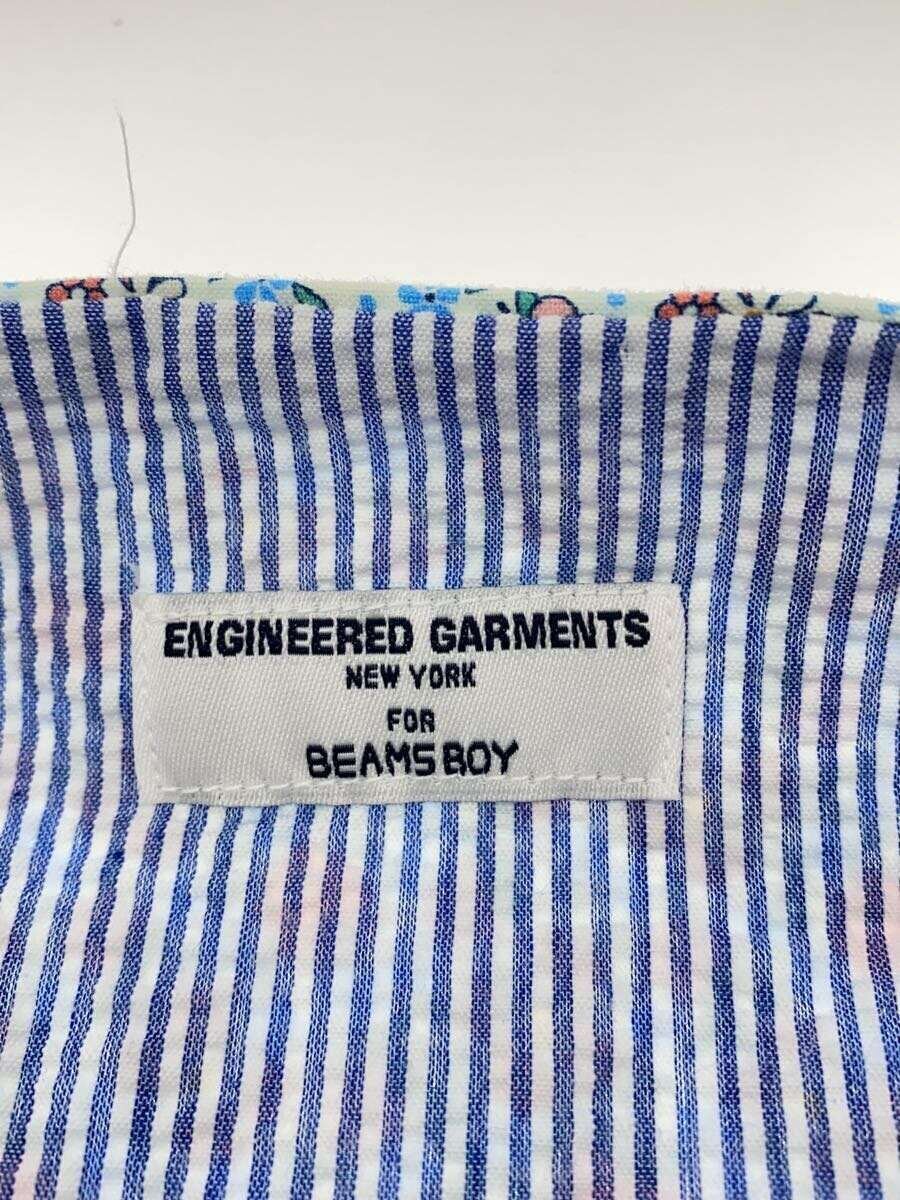 ENGINEERED GARMENTS
NEW YORK
FOR
BEAMS BOY